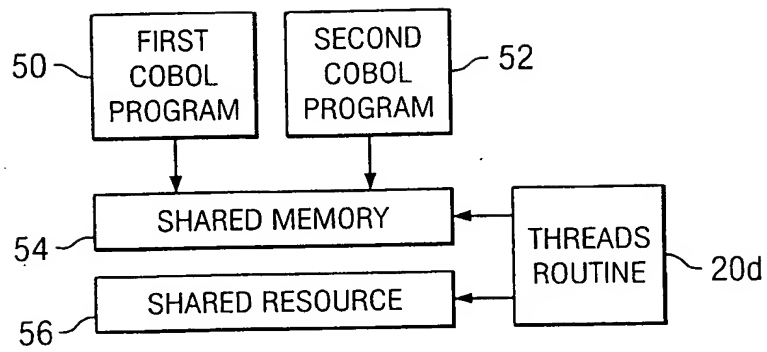 50
FIRST
COBOL
PROGRAM
SECOND
COBOL
PROGRAM
52
SHARED MEMORY
54
SHARED RESOURCE
56
THREADS
ROUTINE
20d